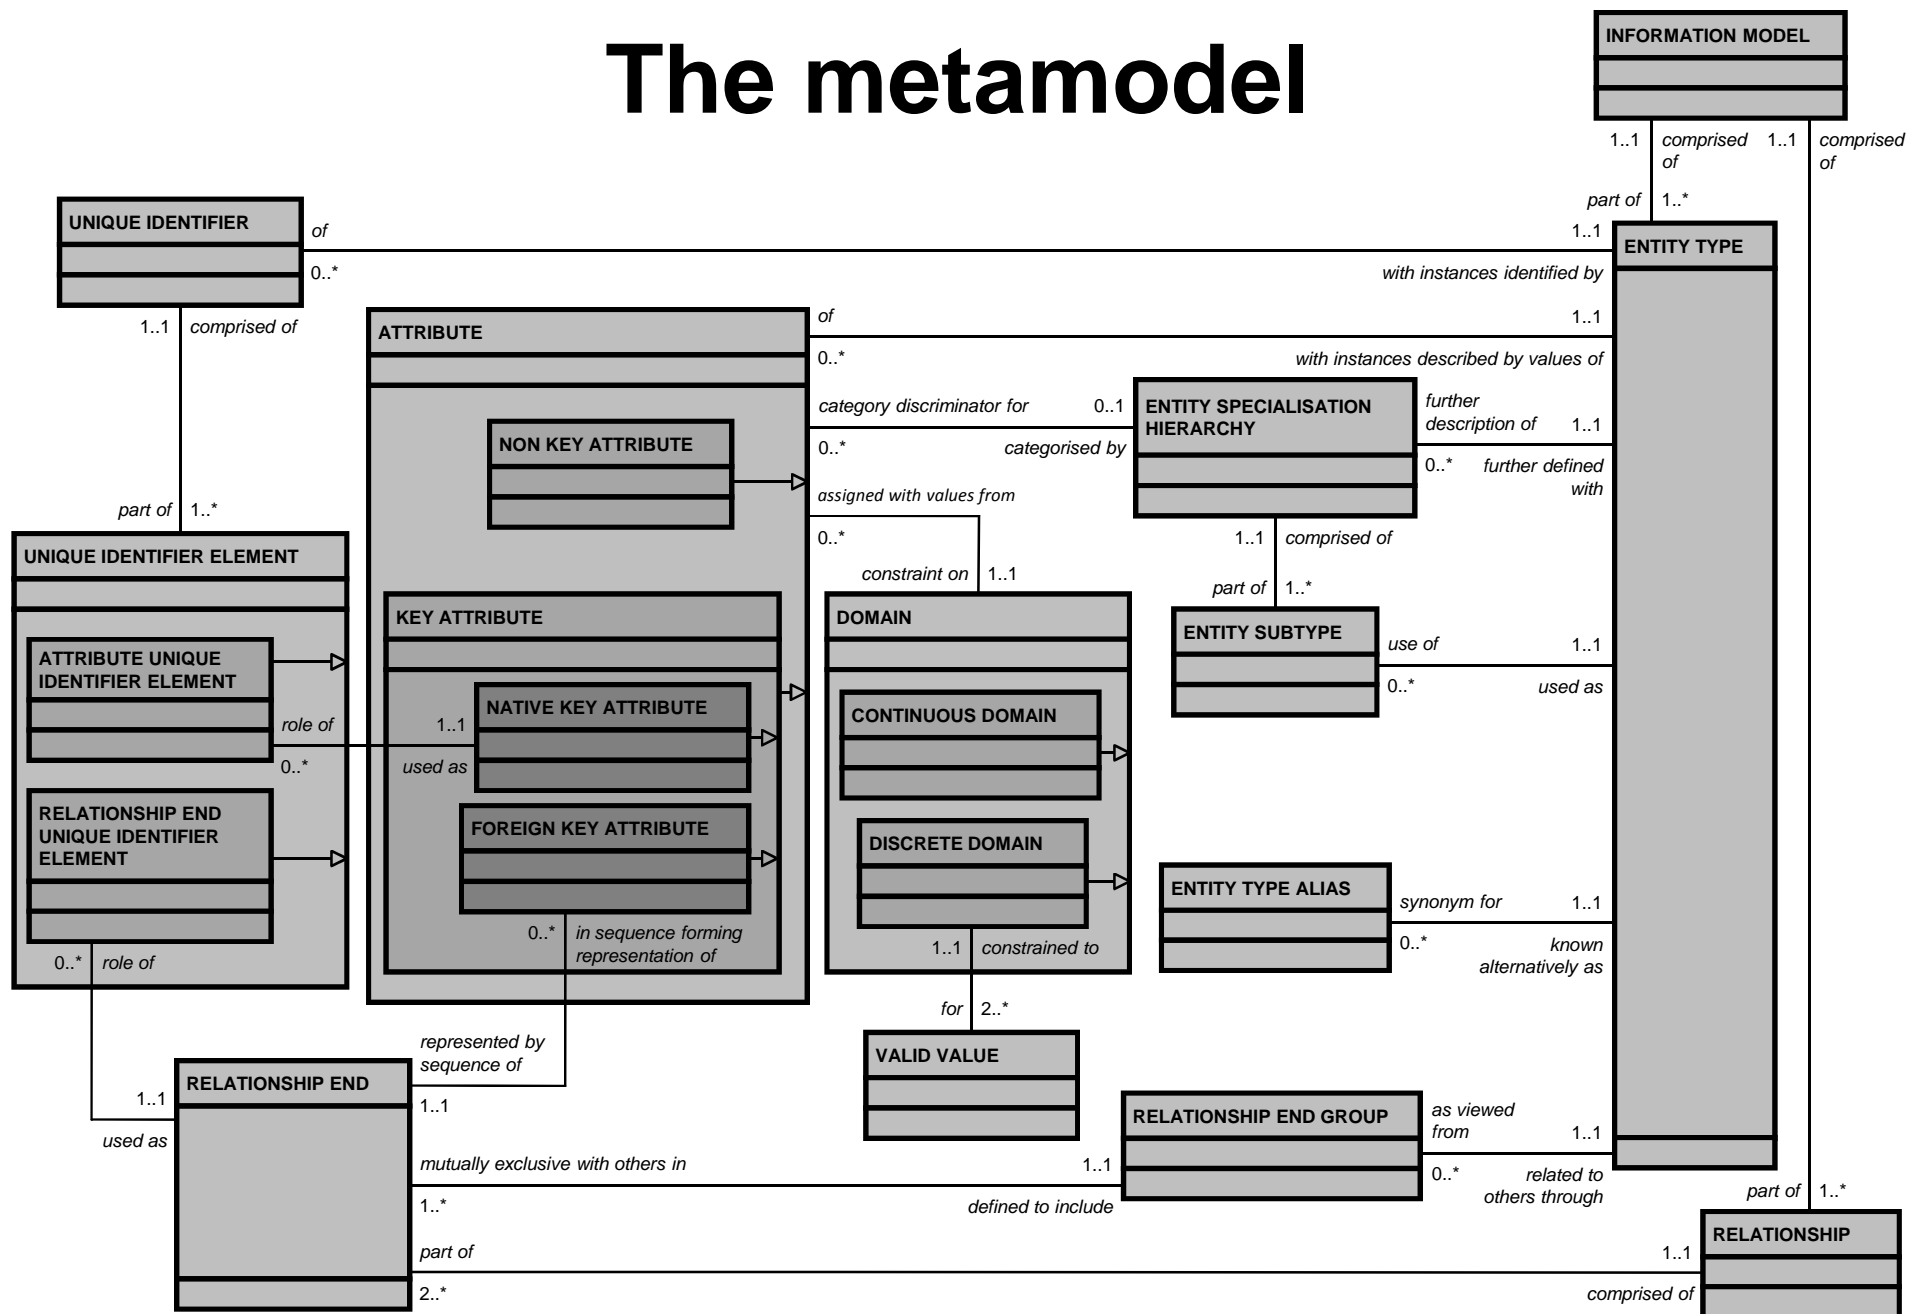 The metamodel
INFORMATION MODEL
1..1
comprised
of
1..1
comprised
of
part of
1..*
UNIQUE IDENTIFIER
of
0..*
1..1
with instances identified by
ENTITY TYPE
1..1
comprised of
part of
1..*
ATTRIBUTE
of
0..*
1..1
with instances described by values of
category discriminator for
0..*
0..1
categorised by
ENTITY SPECIALISATION
HIERARCHY
further
description of
1..1
0..*
further defined
with
NON KEY ATTRIBUTE
assigned with values from
0..*
constraint on
1..1
1..1
comprised of
part of
1..*
UNIQUE IDENTIFIER ELEMENT
ATTRIBUTE UNIQUE
IDENTIFIER ELEMENT
role of
0..*
1..1
used as
KEY ATTRIBUTE
NATIVE KEY ATTRIBUTE
FOREIGN KEY ATTRIBUTE
0..*
in sequence forming
representation of
DOMAIN
CONTINUOUS DOMAIN
DISCRETE DOMAIN
1..1
constrained to
for
2..*
VALID VALUE
ENTITY SUBTYPE
use of
1..1
0..*
used as
ENTITY TYPE ALIAS
synonym for
1..1
0..*
known
alternatively as
RELATIONSHIP END
UNIQUE IDENTIFIER
ELEMENT
0..*
role of
1..1
used as
RELATIONSHIP END
represented by
sequence of
1..1
mutually exclusive with others in
1..*
1..1
defined to include
RELATIONSHIP END GROUP
as viewed
from
1..1
0..*
related to
others through
part of
1..*
part of
2..*
1..1
comprised of
RELATIONSHIP